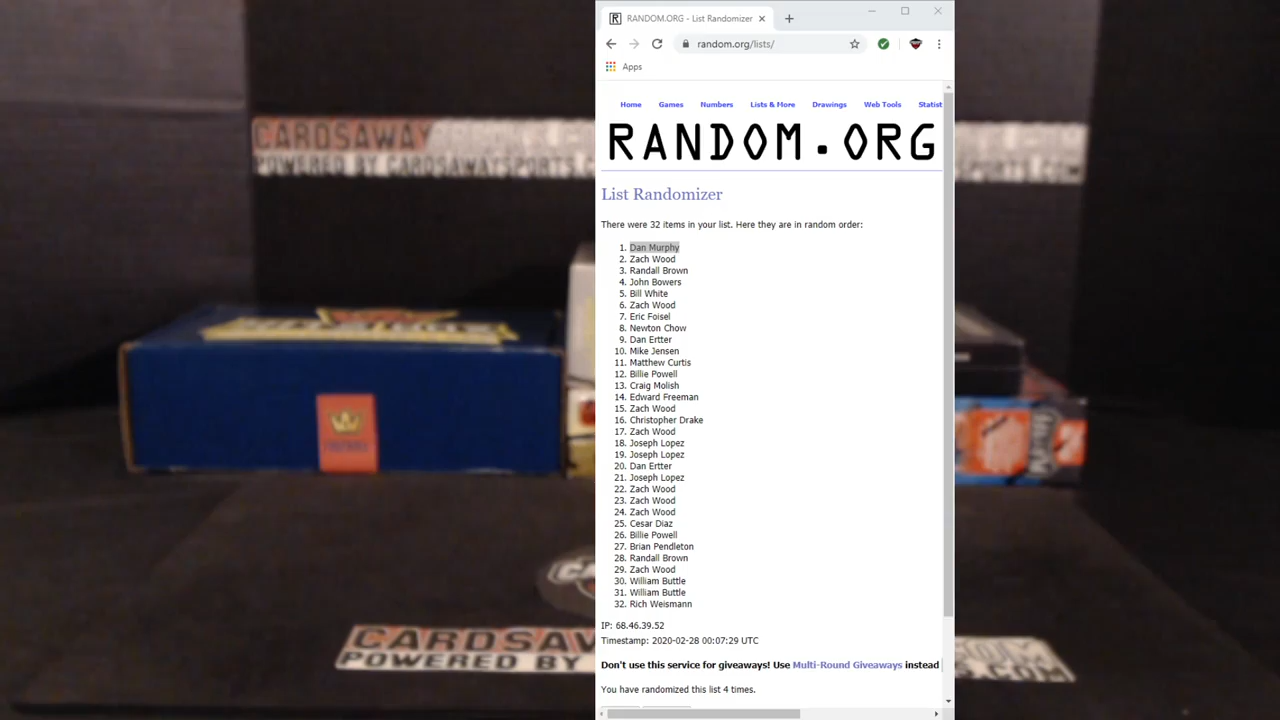 RANDOM.ORG - List Randomizer
random.org/lists/
Apps
Home Games Numbers Lists & More Drawings Web Tools Statist
RANDOM.ORG
List Randomizer
There were 32 items in your list. Here they are in random order:
1. Dan Murphy
2. Zach Wood
3. Randall Brown
4. John Bowers
5. Bill White
6. Zach Wood
7. Eric Foisel
8. Newton Chow
9. Dan Ertter
10. Mike Jensen
11. Matthew Curtis
12. Billie Powell
13. Craig Molish
14. Edward Freeman
15. Zach Wood
16. Christopher Drake
17. Zach Wood
18. Joseph Lopez
19. Joseph Lopez
20. Dan Ertter
21. Joseph Lopez
22. Zach Wood
23. Zach Wood
24. Zach Wood
25. Cesar Diaz
26. Billie Powell
27. Brian Pendleton
28. Randall Brown
29. Zach Wood
30. William Buttle
31. William Buttle
32. Rich Weismann
IP: 68.46.39.52
Timestamp: 2020-02-28 00:07:29 UTC
Don't use this service for giveaways! Use Multi-Round Giveaways instead
You have randomized this list 4 times.
CARDSAWAY
POWERED BY CARDSAWAYSPORTS.C
CARDSAW
POWERED BY